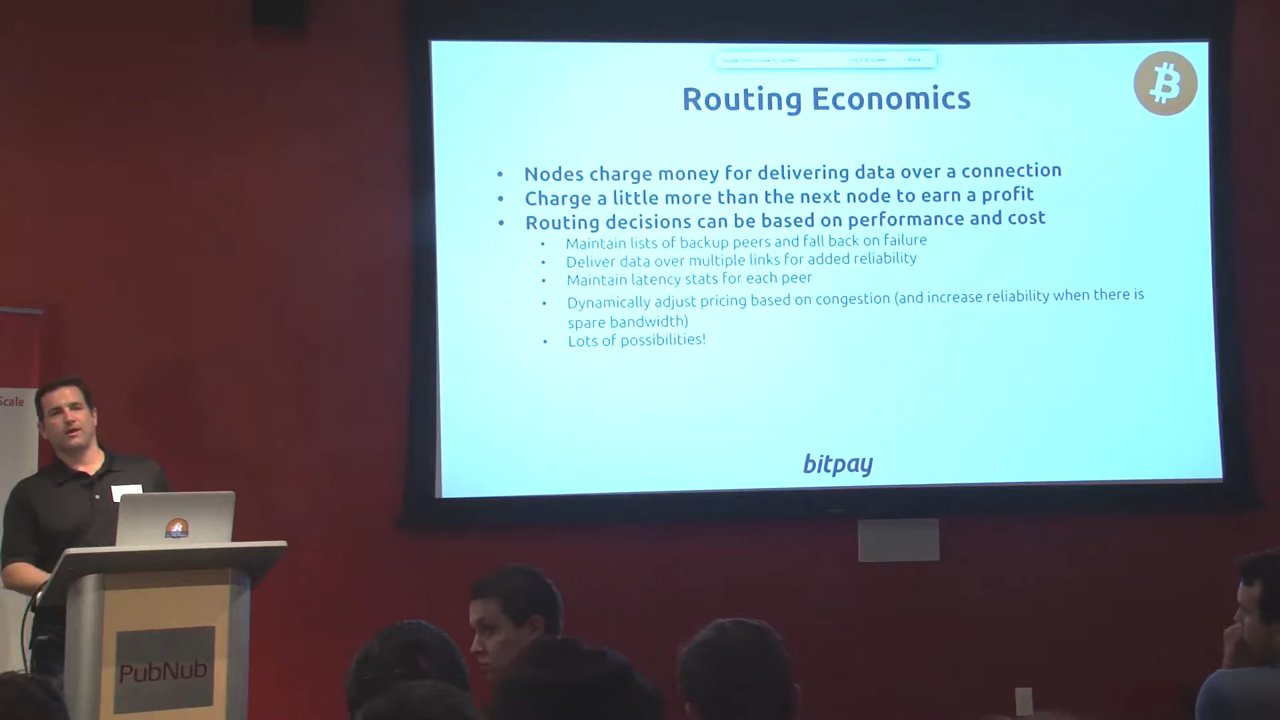 Routing Economics
• Nodes charge money for delivering data over a connection
• Charge a little more than the next node to earn a profit
• Routing decisions can be based on performance and cost
• Maintain lists of backup peers and fall back on failure
• Deliver data over multiple links for added reliability
• Maintain latency stats for each peer
• Dynamically adjust pricing based on congestion (and increase reliability when there is
spare bandwidth)
• Lots of possibilities!
bitpay
Scale
PubNub